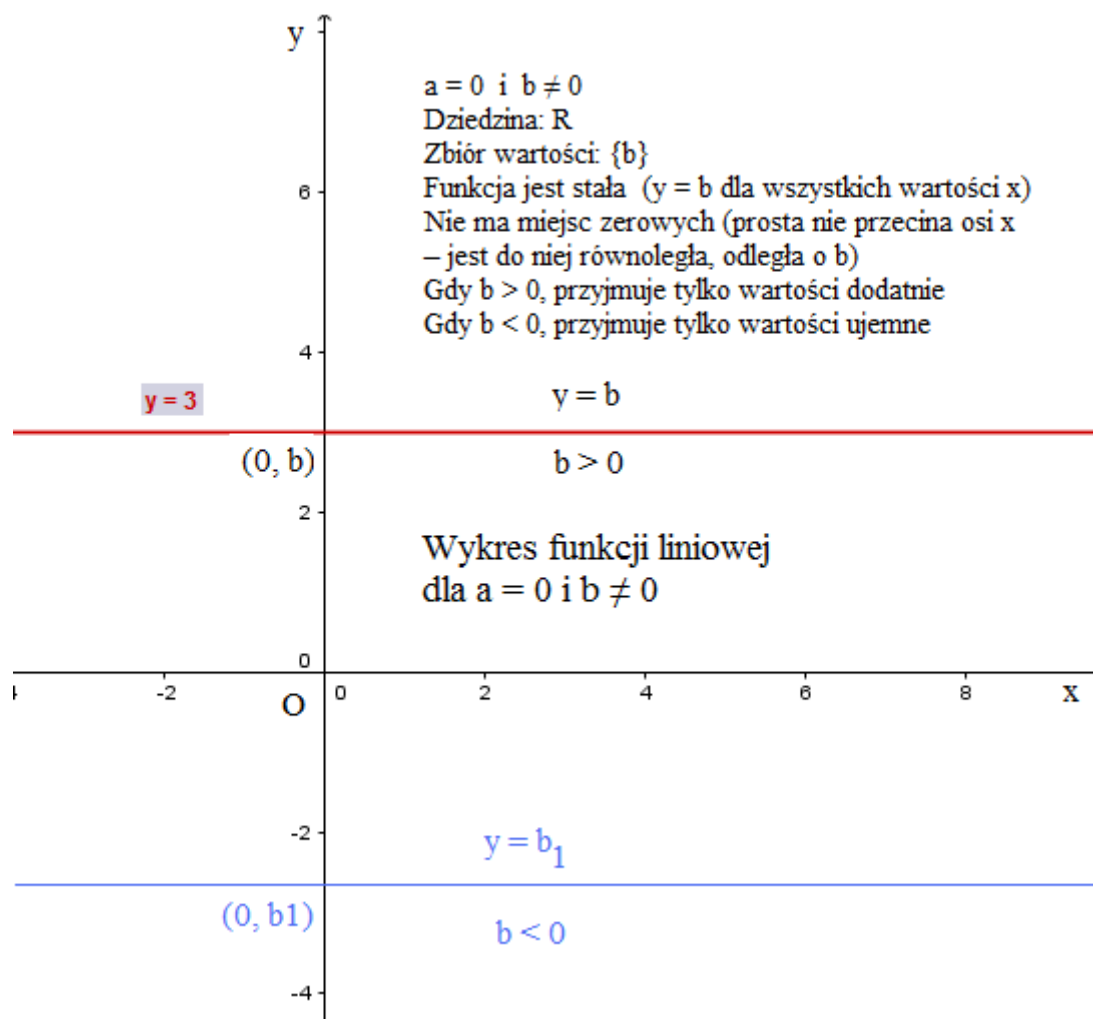 y
a = 0 i b ≠ 0
Dziedzina: R
Zbiór wartości: {b}
Funkcja jest stała (y = b dla wszystkich wartości x)
6
Nie ma miejsc zerowych (prosta nie przecina osi x
– jest do niej równoległa, odległa o b)
Gdy b > 0, przyjmuje tylko wartości dodatnie
Gdy b < 0, przyjmuje tylko wartości ujemne
4
y = 3
y = b
(0, b)
b > 0
2
Wykres funkcji liniowej
dla a = 0 i b ≠ 0
0
-2 0 2 4 6 8 x
O
-2
y = b₁
(0, b1)
b < 0
-4